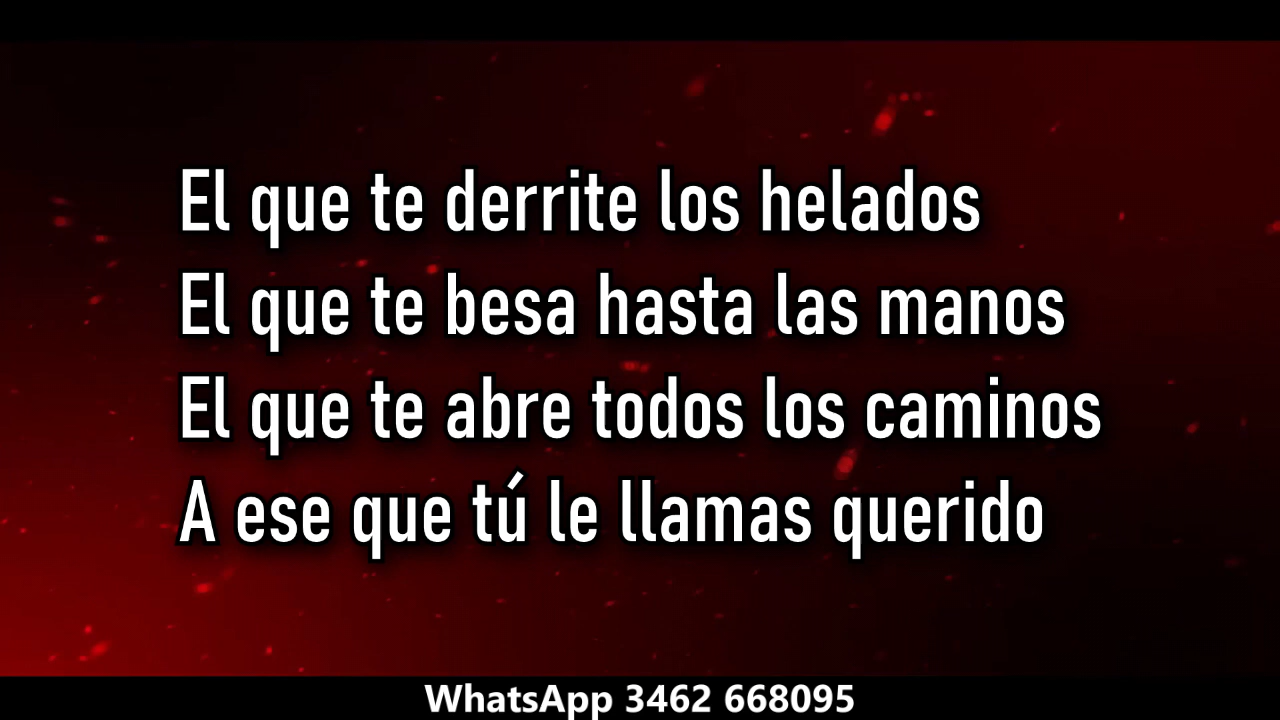 El que te derrite los helados
El que te besa hasta las manos
El que te abre todos los caminos
A ese que tú le llamas querido
WhatsApp 3462 668095